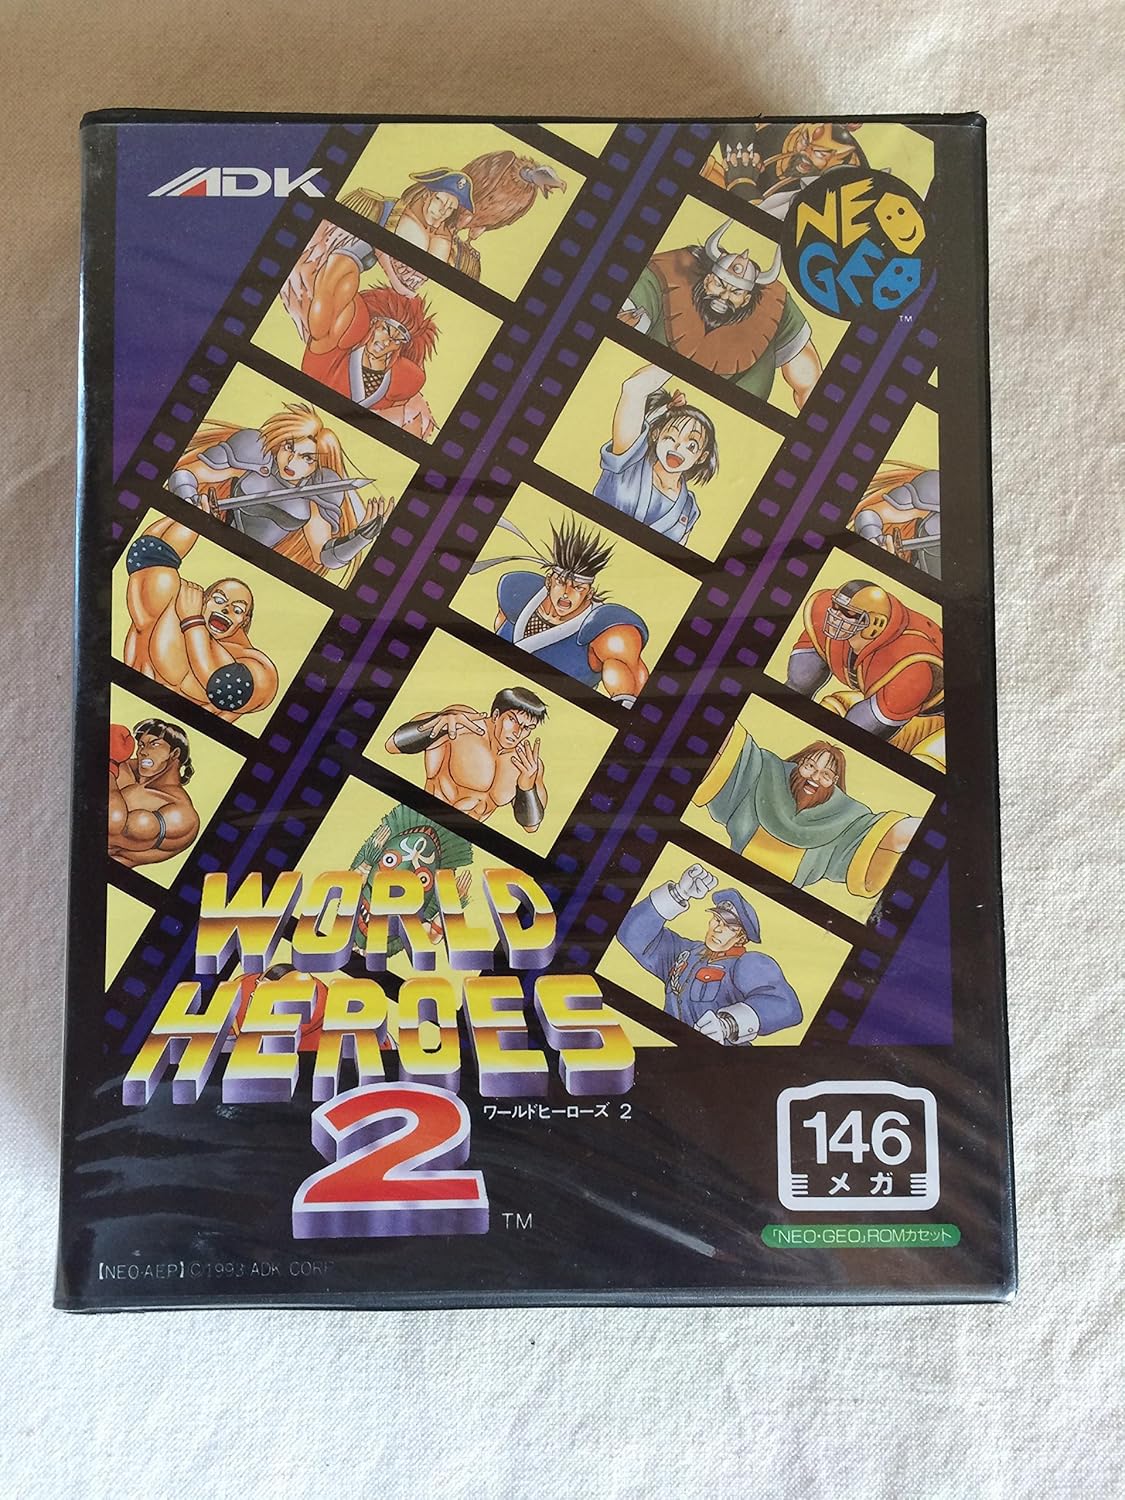 ADK
NEO
GEO
TM
WORLD
HEROES
2
ワールドヒーローズ 2
TM
146
メガ
「NEO・GEO」ROMカセット
【NEO-AEP】©1993 ADK CORP